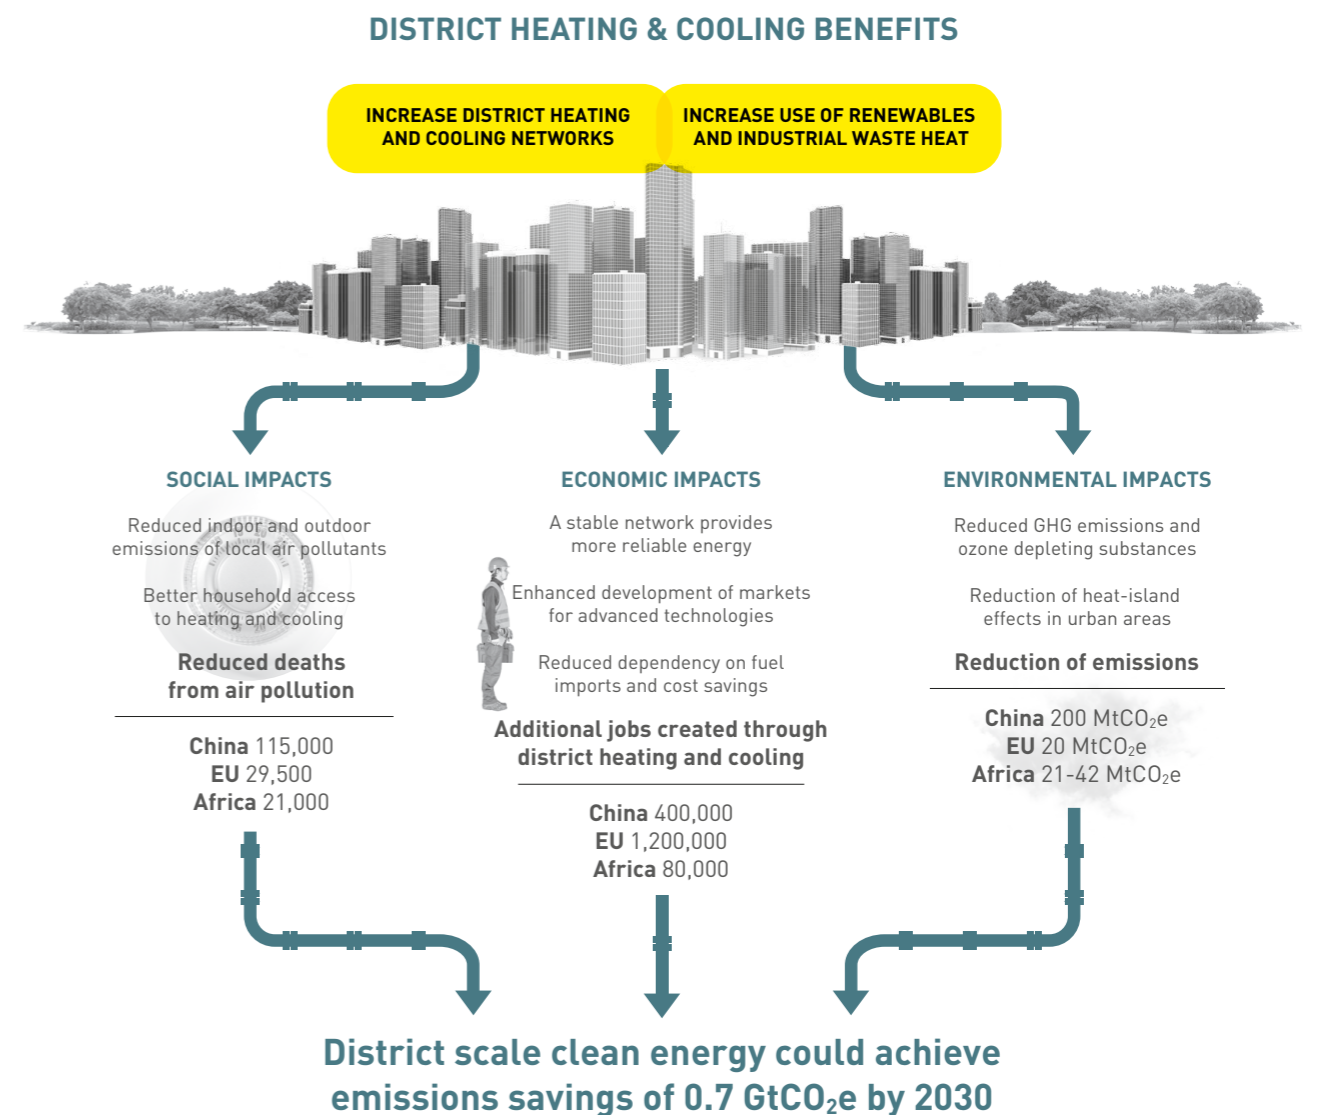 DISTRICT HEATING & COOLING BENEFITS
INCREASE DISTRICT HEATING
AND COOLING NETWORKS
INCREASE USE OF RENEWABLES
AND INDUSTRIAL WASTE HEAT
SOCIAL IMPACTS
Reduced indoor and outdoor
emissions of local air pollutants
Better household access
to heating and cooling
Reduced deaths
from air pollution
China 115,000
EU 29,500
Africa 21,000
ECONOMIC IMPACTS
A stable network provides
more reliable energy
Enhanced development of markets
for advanced technologies
Reduced dependency on fuel
imports and cost savings
Additional jobs created through
district heating and cooling
China 400,000
EU 1,200,000
Africa 80,000
ENVIRONMENTAL IMPACTS
Reduced GHG emissions and
ozone depleting substances
Reduction of heat-island
effects in urban areas
Reduction of emissions
China 200 MtCO₂e
EU 20 MtCO₂e
Africa 21-42 MtCO₂e
District scale clean energy could achieve
emissions savings of 0.7 GtCO₂e by 2030